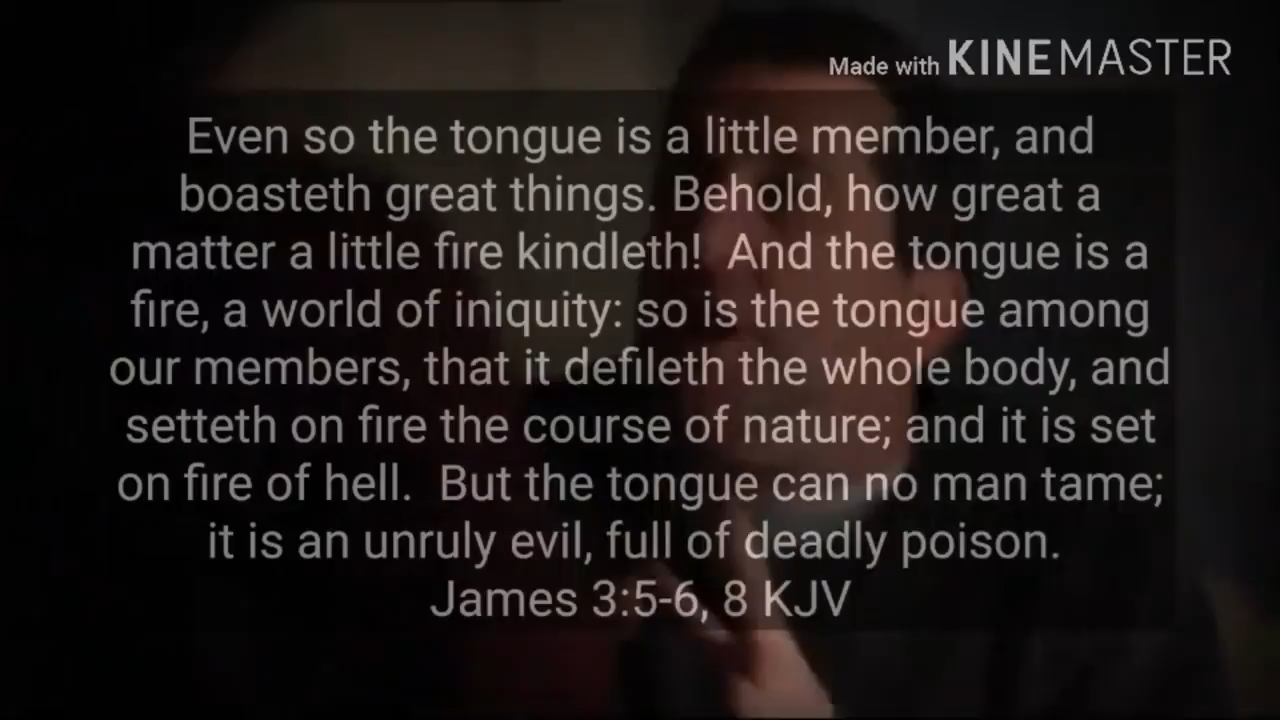 Made with KINEMASTER
Even so the tongue is a little member, and
boasteth great things. Behold, how great a
matter a little fire kindleth!  And the tongue is a
fire, a world of iniquity: so is the tongue among
our members, that it defileth the whole body, and
setteth on fire the course of nature; and it is set
on fire of hell.  But the tongue can no man tame;
it is an unruly evil, full of deadly poison.
James 3:5-6, 8 KJV